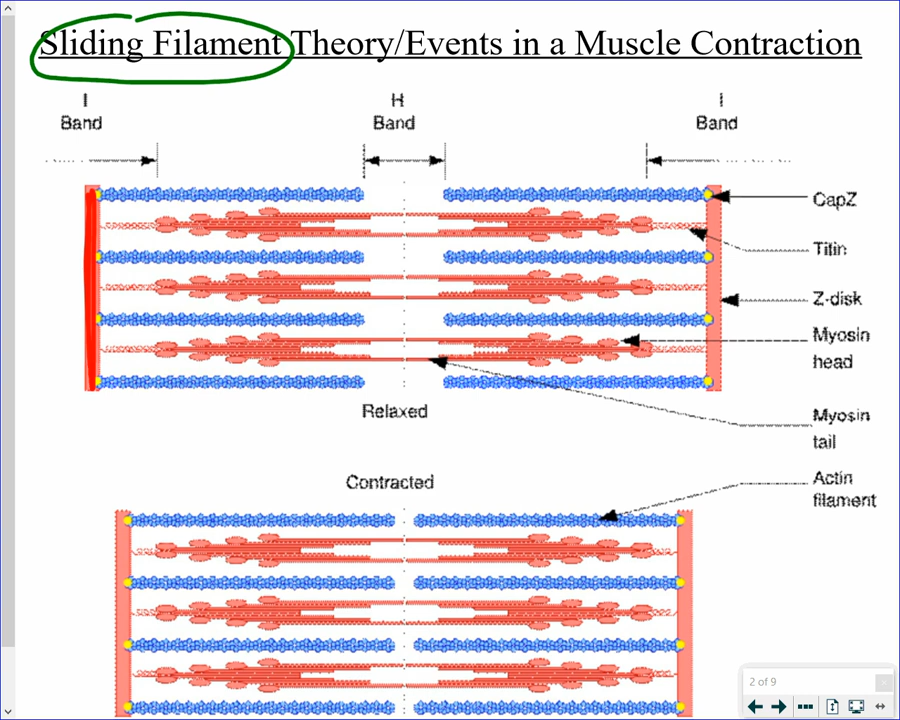 Sliding Filament Theory/Events in a Muscle Contraction
I
Band
H
Band
I
Band
CapZ
Titin
Z-disk
Myosin
head
Relaxed
Myosin
tail
Contracted
Actin
filament
2 of 9